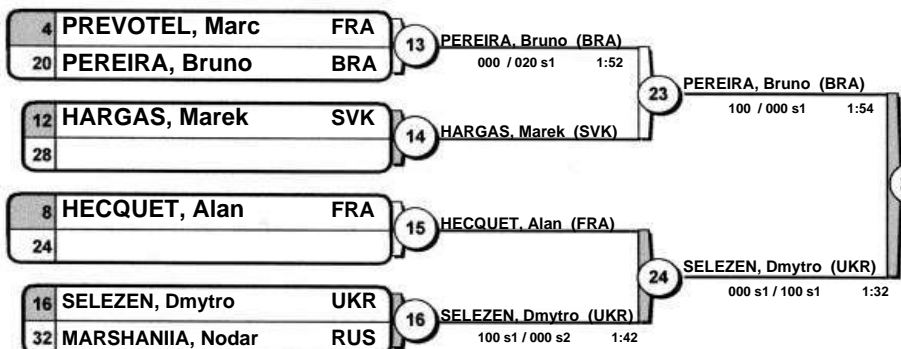 4 PREVOTEL, Marc FRA
20 PEREIRA, Bruno BRA
13 PEREIRA, Bruno (BRA)
000 / 020 s1 1:52
12 HARGAS, Marek SVK
28
14 HARGAS, Marek (SVK)
23 PEREIRA, Bruno (BRA)
100 / 000 s1 1:54
8 HECQUET, Alan FRA
24
15 HECQUET, Alan (FRA)
16 SELEZEN, Dmytro UKR
32 MARSHANIIA, Nodar RUS
16 SELEZEN, Dmytro (UKR)
100 s1 / 000 s2 1:42
24 SELEZEN, Dmytro (UKR)
000 s1 / 100 s1 1:32